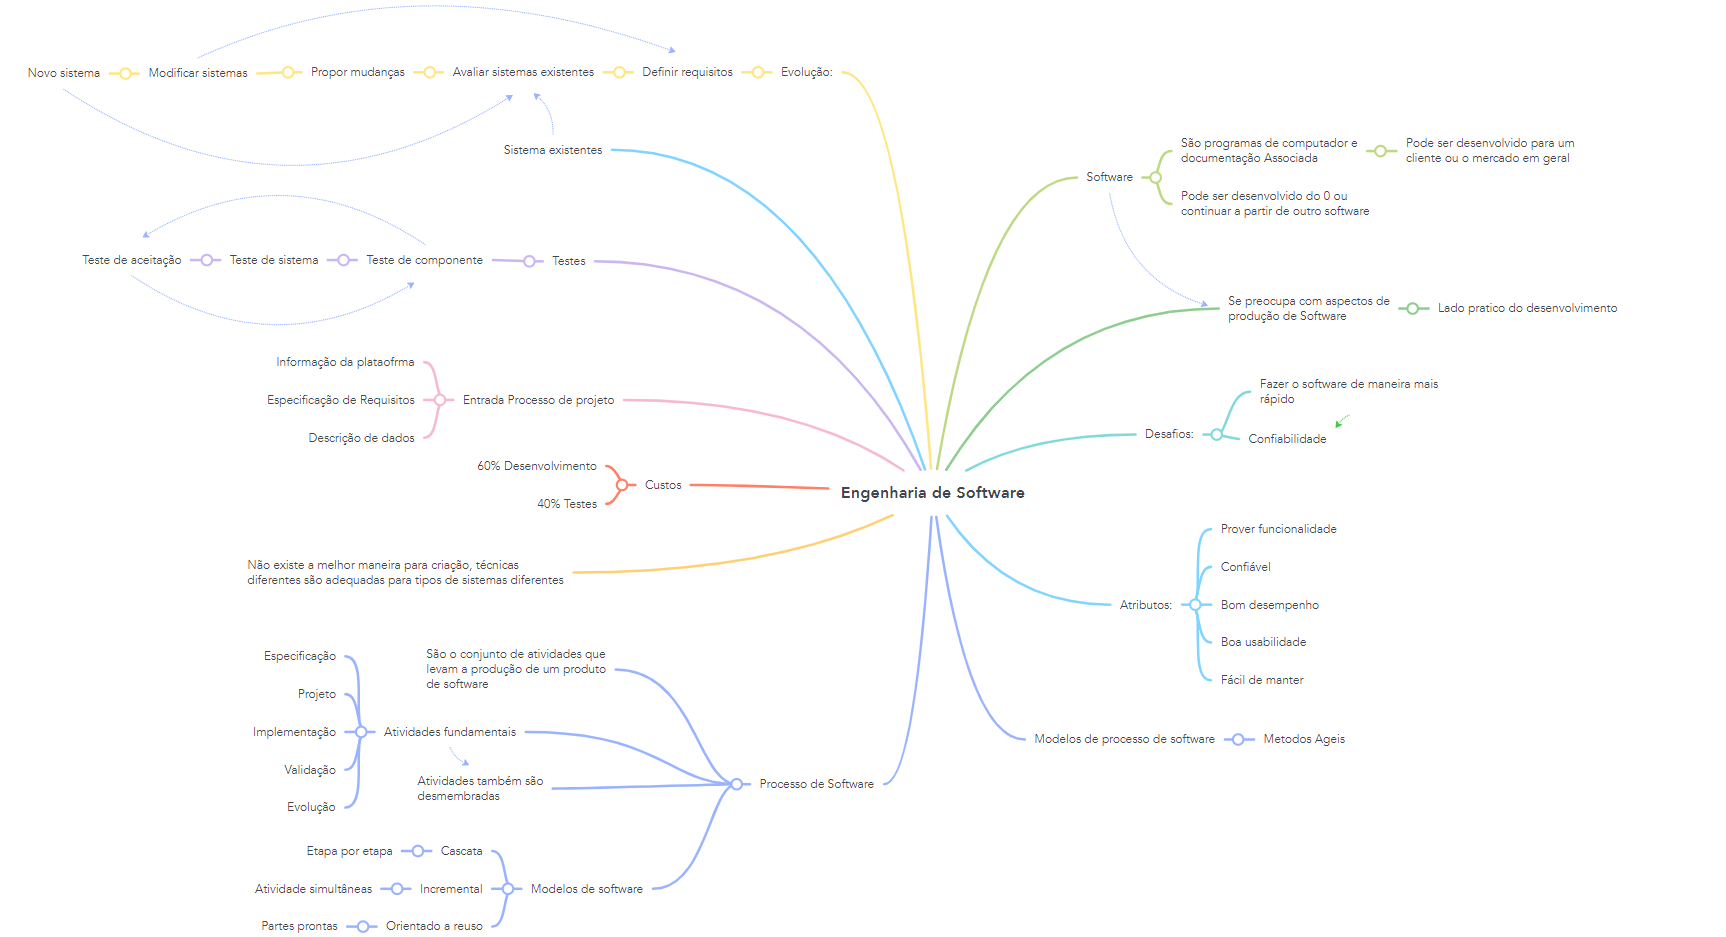 Novo sistema
Modificar sistemas
Propor mudanças
Avaliar sistemas existentes
Definir requisitos
Evolução:
Sistema existentes
Teste de aceitação
Teste de sistema
Teste de componente
Testes
Informação da plataofrma
Especificação de Requisitos
Descrição de dados
Entrada Processo de projeto
60% Desenvolvimento
40% Testes
Custos
Engenharia de Software
Não existe a melhor maneira para criação, técnicas
diferentes são adequadas para tipos de sistemas diferentes
São o conjunto de atividades que
levam a produção de um produto
de software
Especificação
Projeto
Implementação
Validação
Evolução
Atividades fundamentais
Atividades também são
desmembradas
Processo de Software
Etapa por etapa
Cascata
Atividade simultâneas
Incremental
Modelos de software
Partes prontas
Orientado a reuso
Software
São programas de computador e
documentação Associada
Pode ser desenvolvido para um
cliente ou o mercado em geral
Pode ser desenvolvido do 0 ou
continuar a partir de outro software
Se preocupa com aspectos de
produção de Software
Lado pratico do desenvolvimento
Desafios:
Fazer o software de maneira mais
rápido
Confiabilidade
Atributos:
Prover funcionalidade
Confiável
Bom desempenho
Boa usabilidade
Fácil de manter
Modelos de processo de software
Metodos Ageis